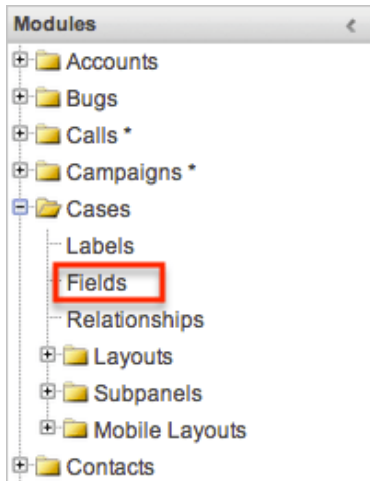 Modules
Accounts
Bugs
Calls *
Campaigns *
Cases
Labels
Fields
Relationships
Layouts
Subpanels
Mobile Layouts
Contacts